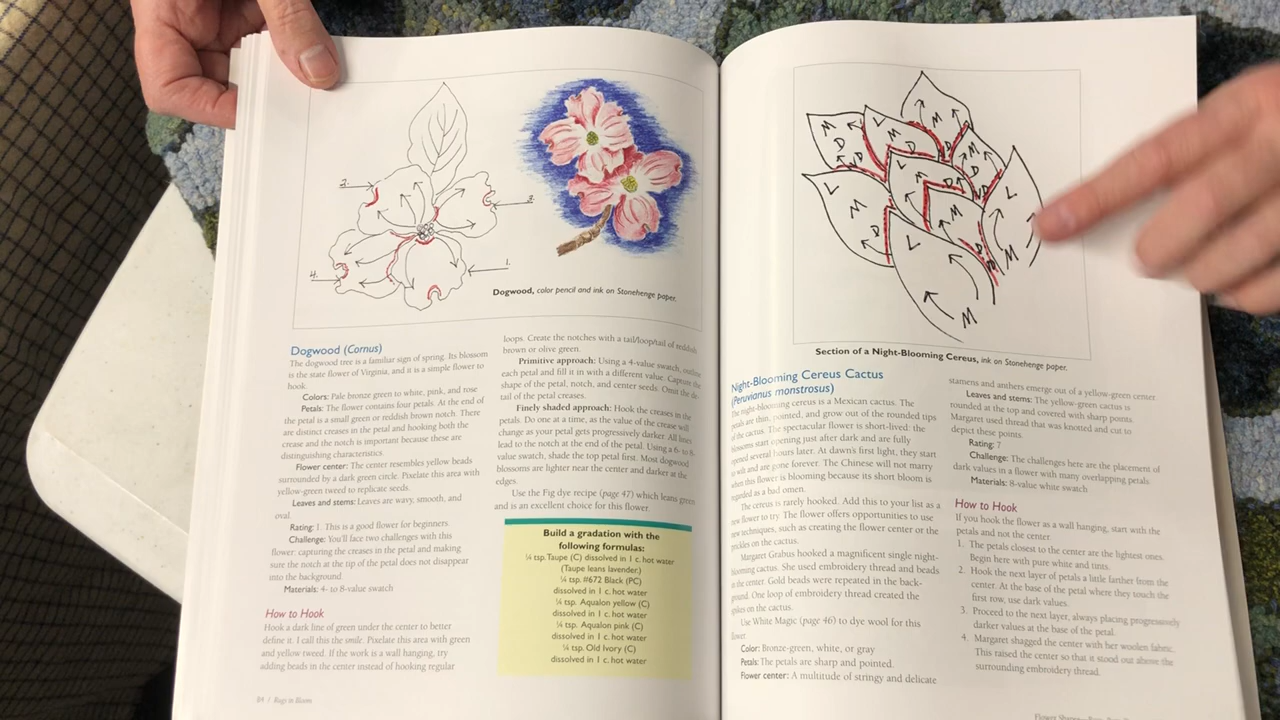 2.
3.
1.
4.
Dogwood, color pencil and ink on Stonehenge paper.
Dogwood (Cornus)
The dogwood tree is a familiar sign of spring. Its blossom
is the state flower of Virginia, and it is a simple flower to
hook.
Colors: Pale bronze green to white, pink, and rose
Petals: The flower contains four petals. At the end of
the petal is a small green or reddish brown notch. There
are distinct creases in the petal and hooking both the
crease and the notch is important because these are
distinguishing characteristics.
Flower center: The center resembles yellow beads
surrounded by a dark green circle. Pixelate this area with
yellow-green tweed to replicate seeds.
Leaves and stems: Leaves are wavy, smooth, and
oval.
Rating: 1. This is a good flower for beginners.
Challenge: You'll face two challenges with this
flower: capturing the creases in the petal and making
sure the notch at the tip of the petal does not disappear
into the background.
Materials: 4- to 8-value swatch
How to Hook
Hook a dark line of green under the center to better
define it. I call this the smile. Pixelate this area with green
and yellow tweed. If the work is a wall hanging, try
adding beads in the center instead of hooking regular
loops. Create the notches with a tail/loop/tail of reddish
brown or olive green.
Primitive approach: Using a 4-value swatch, outline
each petal and fill it in with a different value. Capture the
shape of the petal, notch, and center seeds. Omit the de-
tail of the petal creases.
Finely shaded approach: Hook the creases in the
petals. Do one at a time, as the value of the crease will
change as your petal gets progressively darker. All lines
lead to the notch at the end of the petal. Using a 6- to 8-
value swatch, shade the top petal first. Most dogwood
blossoms are lighter near the center and darker at the
edges.
Use the Fig dye recipe (page 47) which leans green
and is an excellent choice for this flower.
Build a gradation with the
following formulas:
¼ tsp. Taupe (C) dissolved in 1 c. hot water
(Taupe leans lavender.)
¼ tsp. #672 Black (PC)
dissolved in 1 c. hot water
¼ tsp. Aqualon yellow (C)
dissolved in 1 c. hot water
¼ tsp. Aqualon pink (C)
dissolved in 1 c. hot water
¼ tsp. Old Ivory (C)
dissolved in 1 c. hot water
84 / Rugs in Bloom
M
D
D
L
M
D
D
M
D
M
D
L
M
D
D
L
M
D
L
M
M
D
D
D
L
M
Section of a Night-Blooming Cereus, ink on Stonehenge paper.
Night-Blooming Cereus Cactus
(Peruvianus monstrosus)
The night-blooming cereus is a Mexican cactus. The
petals are thin, pointed, and grow out of the rounded tips
of the cactus. The spectacular flower is short-lived: the
blossoms start opening just after dark and are fully
opened several hours later. At dawn's first light, they start
to wilt and are gone forever. The Chinese will not marry
when this flower is blooming because its short bloom is
regarded as a bad omen.
The cereus is rarely hooked. Add this to your list as a
new flower to try. The flower offers opportunities to use
new techniques, such as creating the flower center or the
prickles on the cactus.
Margaret Grabus hooked a magnificent single night-
blooming cactus. She used embroidery thread and beads
in the center. Gold beads were repeated in the back-
ground. One loop of embroidery thread created the
spikes on the cactus.
Use White Magic (page 46) to dye wool for this
flower.
Color: Bronze-green, white, or gray
Petals: The petals are sharp and pointed.
Flower center: A multitude of stringy and delicate
stamens and anthers emerge out of a yellow-green center.
Leaves and stems: The yellow-green cactus is
rounded at the top and covered with sharp points.
Margaret used thread that was knotted and cut to
depict these points.
Rating: 7
Challenge: The challenges here are the placement of
dark values in a flower with many overlapping petals.
Materials: 8-value white swatch
How to Hook
If you hook the flower as a wall hanging, start with the
petals and not the center.
1. The petals closest to the center are the lightest ones.
Begin here with pure white and tints.
2. Hook the next layer of petals a little farther from the
center. At the base of the petal where they touch the
first row, use dark values.
3. Proceed to the next layer, always placing progressively
darker values at the base of the petal.
4. Margaret shagged the center with her woolen fabric.
This raised the center so that it stood out above the
surrounding embroidery thread.